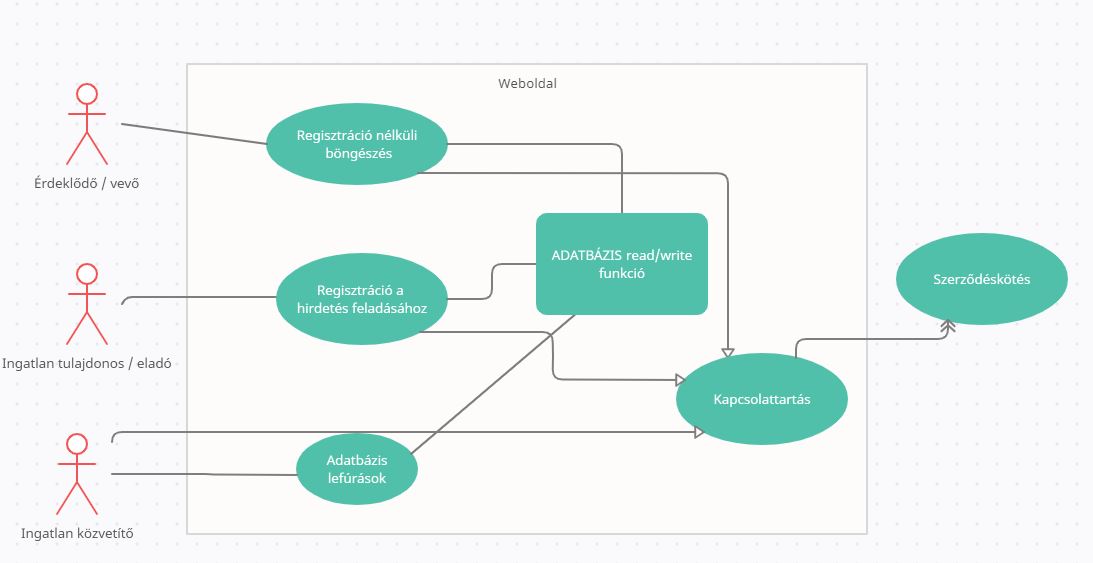 Weboldal
Érdeklődő / vevő
Regisztráció nélküli
böngészés
Ingatlan tulajdonos / eladó
Regisztráció a
hirdetés feladásához
ADATBÁZIS read/write
funkció
Szerződéskötés
Kapcsolattartás
Ingatlan közvetítő
Adatbázis
lefúrások